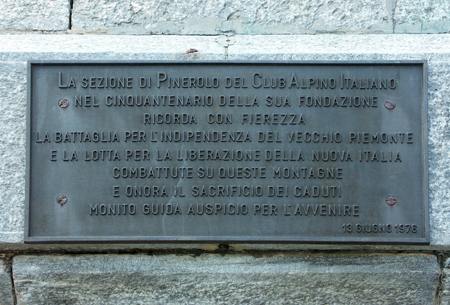 La sezione di Pinerolo del Club Alpino Italiano
nel cinquantenario della sua fondazione
ricorda con fierezza
la battaglia per l'indipendenza del vecchio Piemonte
e la lotta per la liberazione della nuova Italia
combattute su queste montagne
e onora il sacrificio dei caduti
monito guida auspicio per l'avvenire
13 giugno 1976